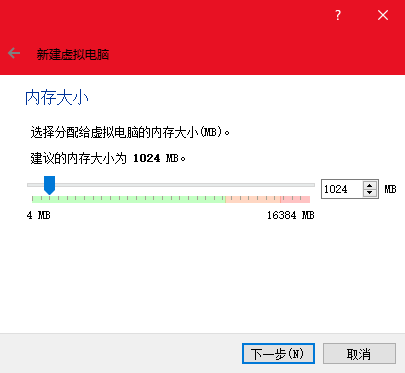 ?
新建虚拟电脑
内存大小
选择分配给虚拟电脑的内存大小(MB)。
建议的内存大小为 1024 MB。
1024 MB
4 MB 16384 MB
下一步(N) 取消